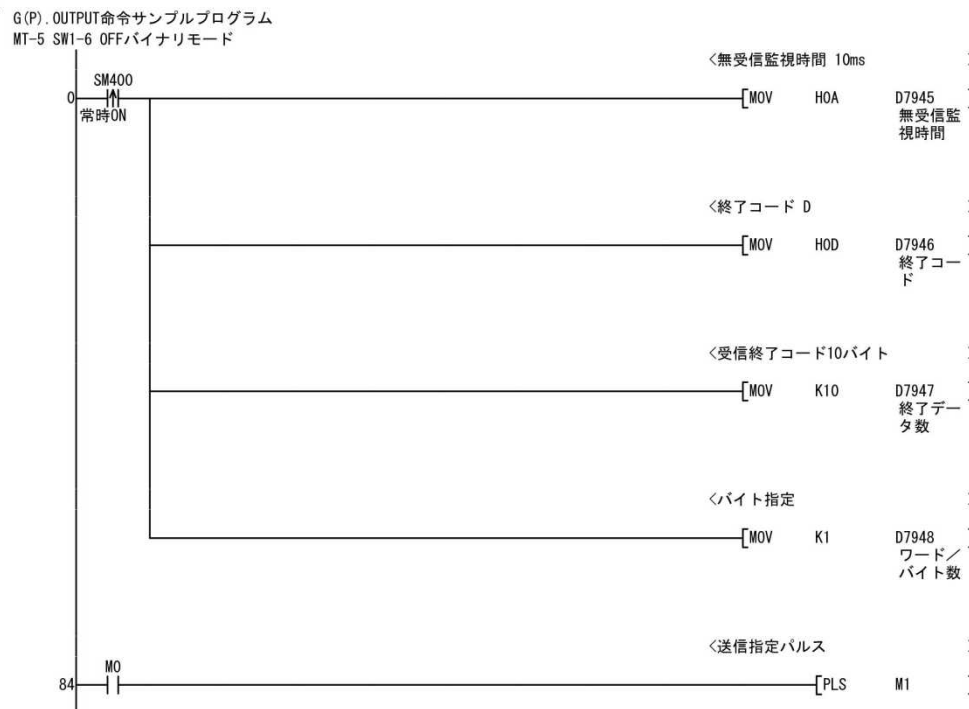 G(P).OUTPUT命令サンプルプログラム
MT-5 SW1-6 OFFバイナリモード
<無受信監視時間 10ms
SM400
0
常時ON
[MOV H0A D7945
無受信監
視時間
<終了コード D
[MOV H0D D7946
終了コー
ド
<受信終了コード10バイト
[MOV K10 D7947
終了デー
タ数
<バイト指定
[MOV K1 D7948
ワード／
バイト数
<送信指定パルス
M0
84
[PLS M1